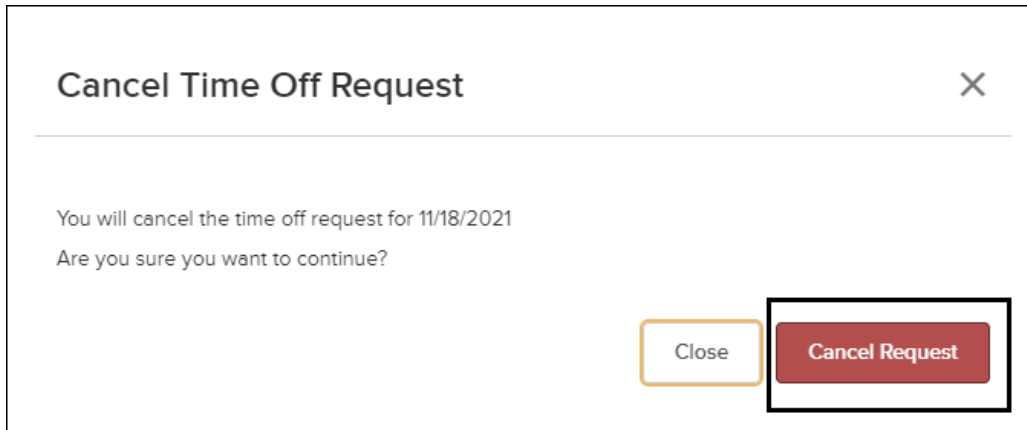 Cancel Time Off Request
You will cancel the time off request for 11/18/2021
Are you sure you want to continue?
Close
Cancel Request